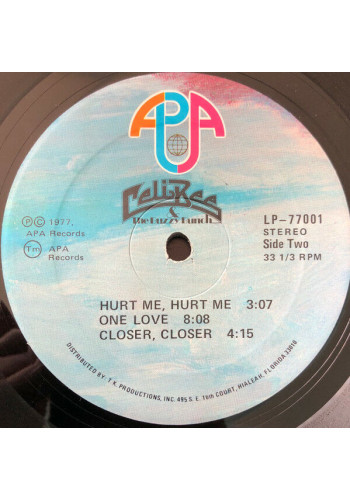 APA
Celi Bee
& The Buzzy Bunch
Ⓟ © 1977,
APA Records
Tm APA
Records
LP-77001
STEREO
Side Two
33 1/3 RPM
HURT ME, HURT ME 3:07
ONE LOVE 8:08
CLOSER, CLOSER 4:15
DISTRIBUTED BY: T.K. PRODUCTIONS, INC. 495 S. E. 10th COURT, HIALEAH, FLORIDA 33010